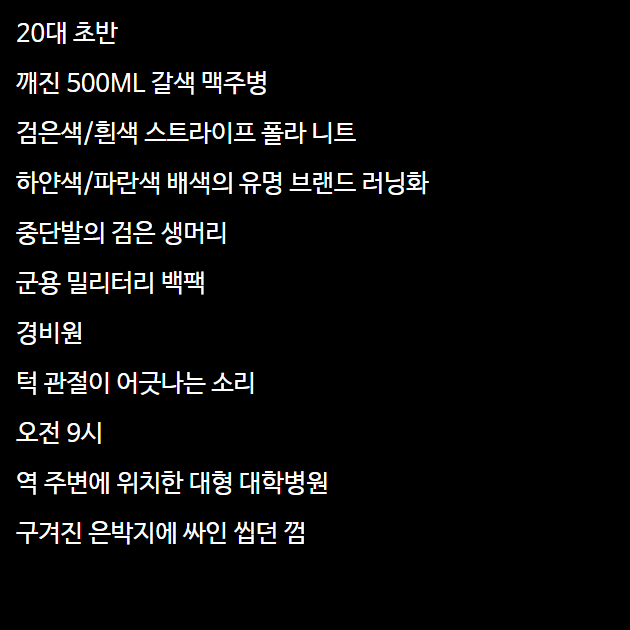 20대 초반
깨진 500ML 갈색 맥주병
검은색/흰색 스트라이프 폴라 니트
하얀색/파란색 배색의 유명 브랜드 러닝화
중단발의 검은 생머리
군용 밀리터리 백팩
경비원
턱 관절이 어긋나는 소리
오전 9시
역 주변에 위치한 대형 대학병원
구겨진 은박지에 싸인 씹던 껌